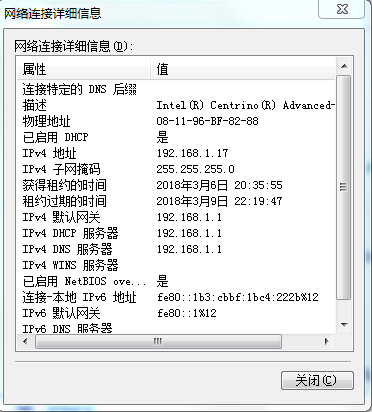 网络连接详细信息
网络连接详细信息(D):
属性 值
连接特定的 DNS 后缀
描述 Intel(R) Centrino(R) Advanced-
物理地址 08-11-96-BF-82-88
已启用 DHCP 是
IPv4 地址 192.168.1.17
IPv4 子网掩码 255.255.255.0
获得租约的时间 2018年3月6日 20:35:55
租约过期的时间 2018年3月9日 22:19:47
IPv4 默认网关 192.168.1.1
IPv4 DHCP 服务器 192.168.1.1
IPv4 DNS 服务器 192.168.1.1
IPv4 WINS 服务器
已启用 NetBIOS ove... 是
连接-本地 IPv6 地址 fe80::1b3:cbbf:1bc4:222b%12
IPv6 默认网关 fe80::1%12
IPv6 DNS 服务器
关闭(C)